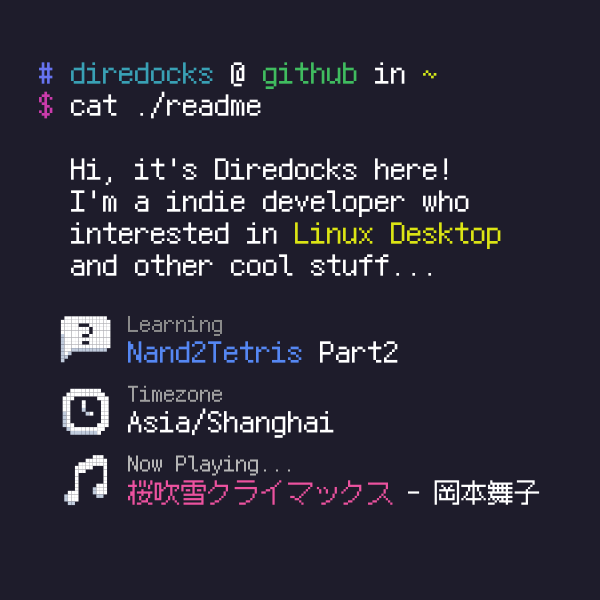 # diredocks @ github in ~
$ cat ./readme
Hi, it's Diredocks here!
I'm a indie developer who
interested in Linux Desktop
and other cool stuff...
?
Learning
Nand2Tetris Part2
Timezone
Asia/Shanghai
Now Playing...
桜吹雪クライマックス - 岡本舞子